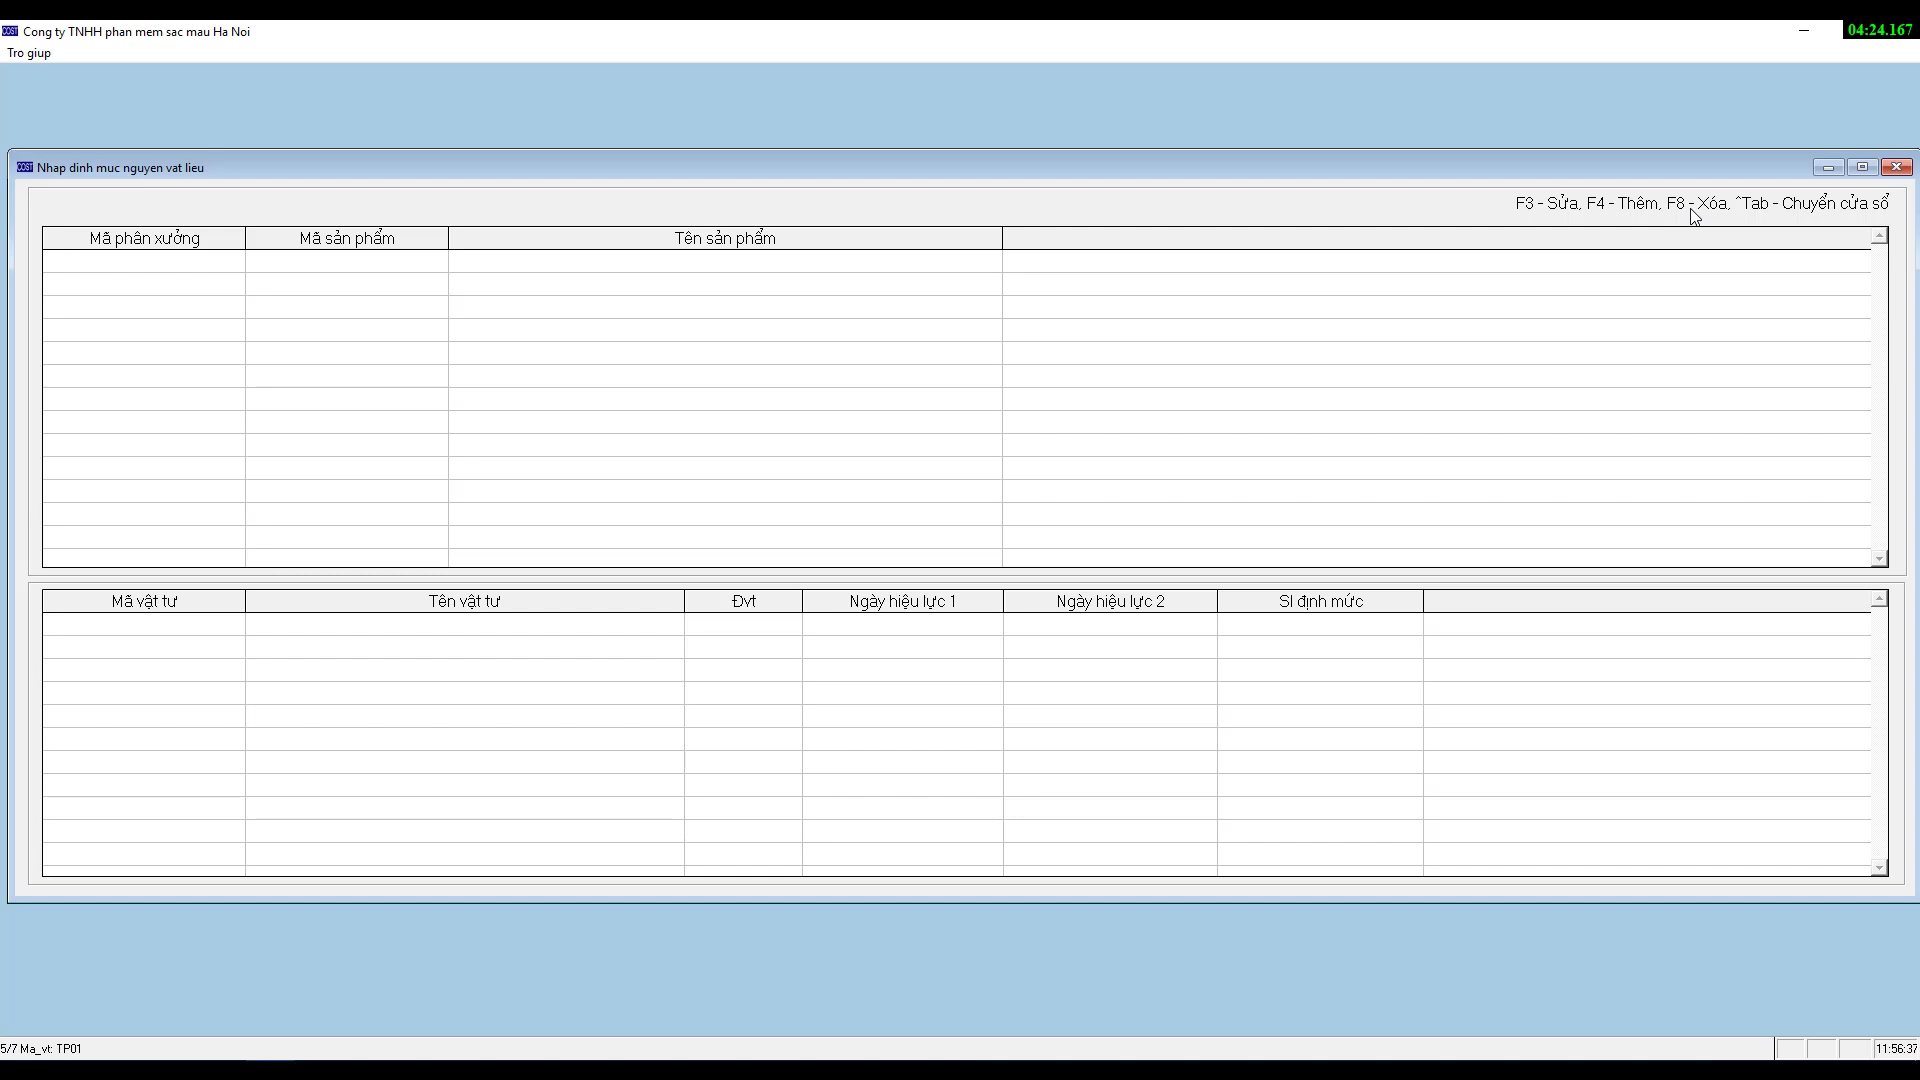 COST Cong ty TNHH phan mem sac mau Ha Noi
04:24.167
Tro giup
COST Nhap dinh muc nguyen vat lieu
F3 - Sửa, F4 - Thêm, F8 - Xóa, ^Tab - Chuyển cửa sổ
Mã phân xưởng Mã sản phẩm Tên sản phẩm
Mã vật tư Tên vật tư Đvt Ngày hiệu lực 1 Ngày hiệu lực 2 Sl định mức
5/7 Ma_vt: TP01
11:56:37